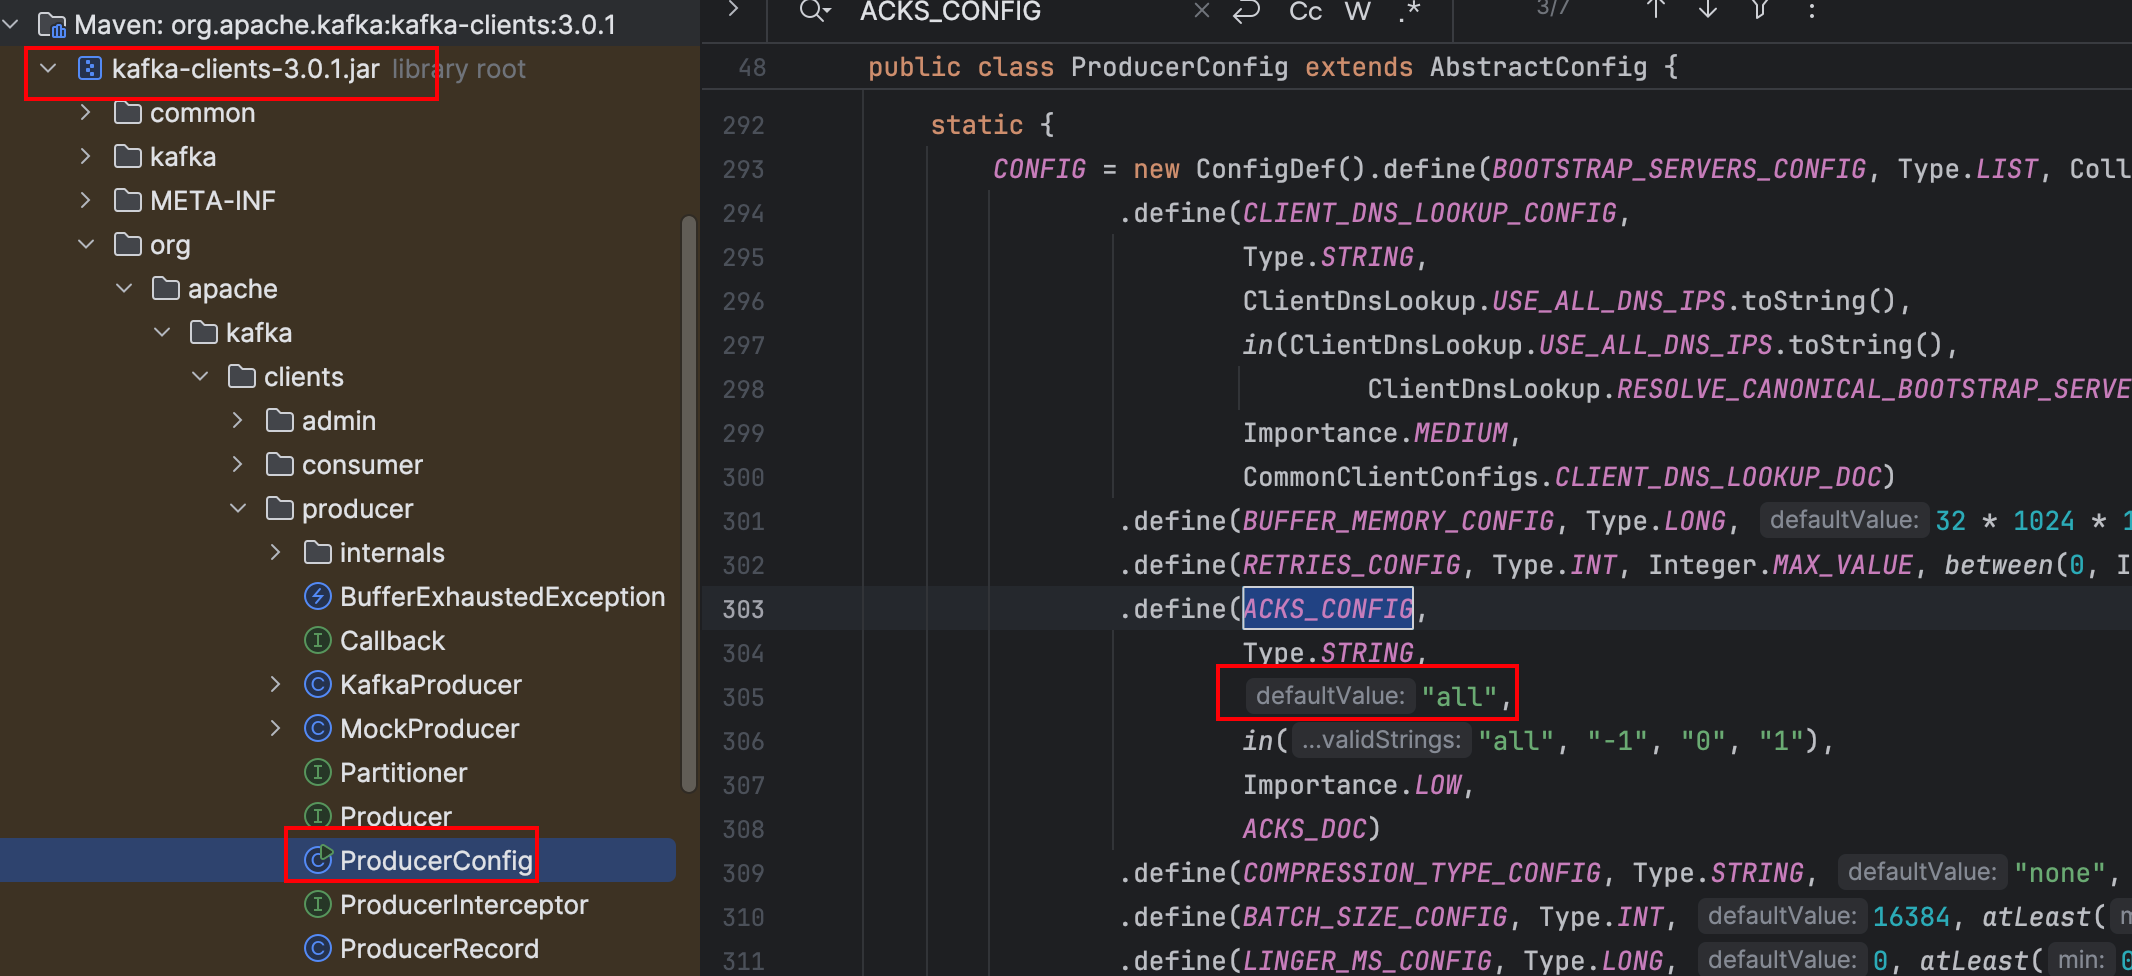 Maven: org.apache.kafka:kafka-clients:3.0.1
kafka-clients-3.0.1.jar library root
common
kafka
META-INF
org
apache
kafka
clients
admin
consumer
producer
internals
BufferExhaustedException
Callback
KafkaProducer
MockProducer
Partitioner
Producer
ProducerConfig
ProducerInterceptor
ProducerRecord
ACKS_CONFIG Cc W .* 3/7
48 public class ProducerConfig extends AbstractConfig {
292 static {
293 CONFIG = new ConfigDef().define(BOOTSTRAP_SERVERS_CONFIG, Type.LIST, Coll
294 .define(CLIENT_DNS_LOOKUP_CONFIG,
295 Type.STRING,
296 ClientDnsLookup.USE_ALL_DNS_IPS.toString(),
297 in(ClientDnsLookup.USE_ALL_DNS_IPS.toString(),
298 ClientDnsLookup.RESOLVE_CANONICAL_BOOTSTRAP_SERVE
299 Importance.MEDIUM,
300 CommonClientConfigs.CLIENT_DNS_LOOKUP_DOC)
301 .define(BUFFER_MEMORY_CONFIG, Type.LONG, defaultValue: 32 * 1024 * 1
302 .define(RETRIES_CONFIG, Type.INT, Integer.MAX_VALUE, between(0, I
303 .define(ACKS_CONFIG,
304 Type.STRING,
305 defaultValue: "all",
306 in( ...validStrings: "all", "-1", "0", "1"),
307 Importance.LOW,
308 ACKS_DOC)
309 .define(COMPRESSION_TYPE_CONFIG, Type.STRING, defaultValue: "none",
310 .define(BATCH_SIZE_CONFIG, Type.INT, defaultValue: 16384, atLeast( m
311 .define(LINGER_MS_CONFIG, Type.LONG, defaultValue: 0, atLeast( min: 0